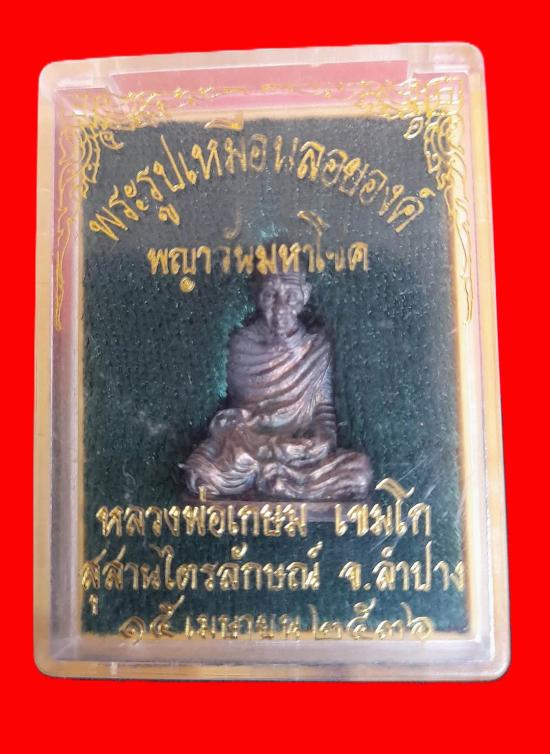 พระรูปเหมือนลอยองค์
พญาวันมหาโชค
หลวงพ่อเกษม เขมโก
สุสานไตรลักษณ์ จ.ลำปาง
๑๕ เมษายน ๒๕๓๖